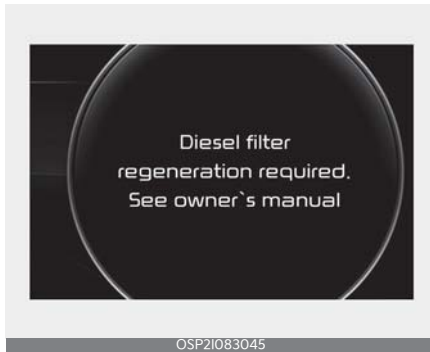 Diesel filter
regeneration required.
See owner`s manual
OSP2I083045